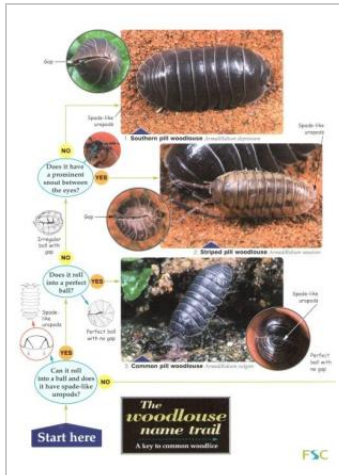 Gap
Spade-like
uropods
1. Southern pill woodlouse Armadillidium depressum
NO
Does it have
a prominent
snout between
the eyes?
YES
Gap
Irregular
ball with
gap
2. Striped pill woodlouse Armadillidium nasatum
NO
Does it roll
into a perfect
ball?
YES
Spade-like
uropods
Spade-
like
uropods
Perfect ball
with no gap
Perfect
ball with
no gap
3. Common pill woodlouse Armadillidium vulgare
YES
Can it roll
into a ball and does
it have spade-like
uropods?
NO
Start here
The
woodlouse
name trail
A key to common woodlice
FSC